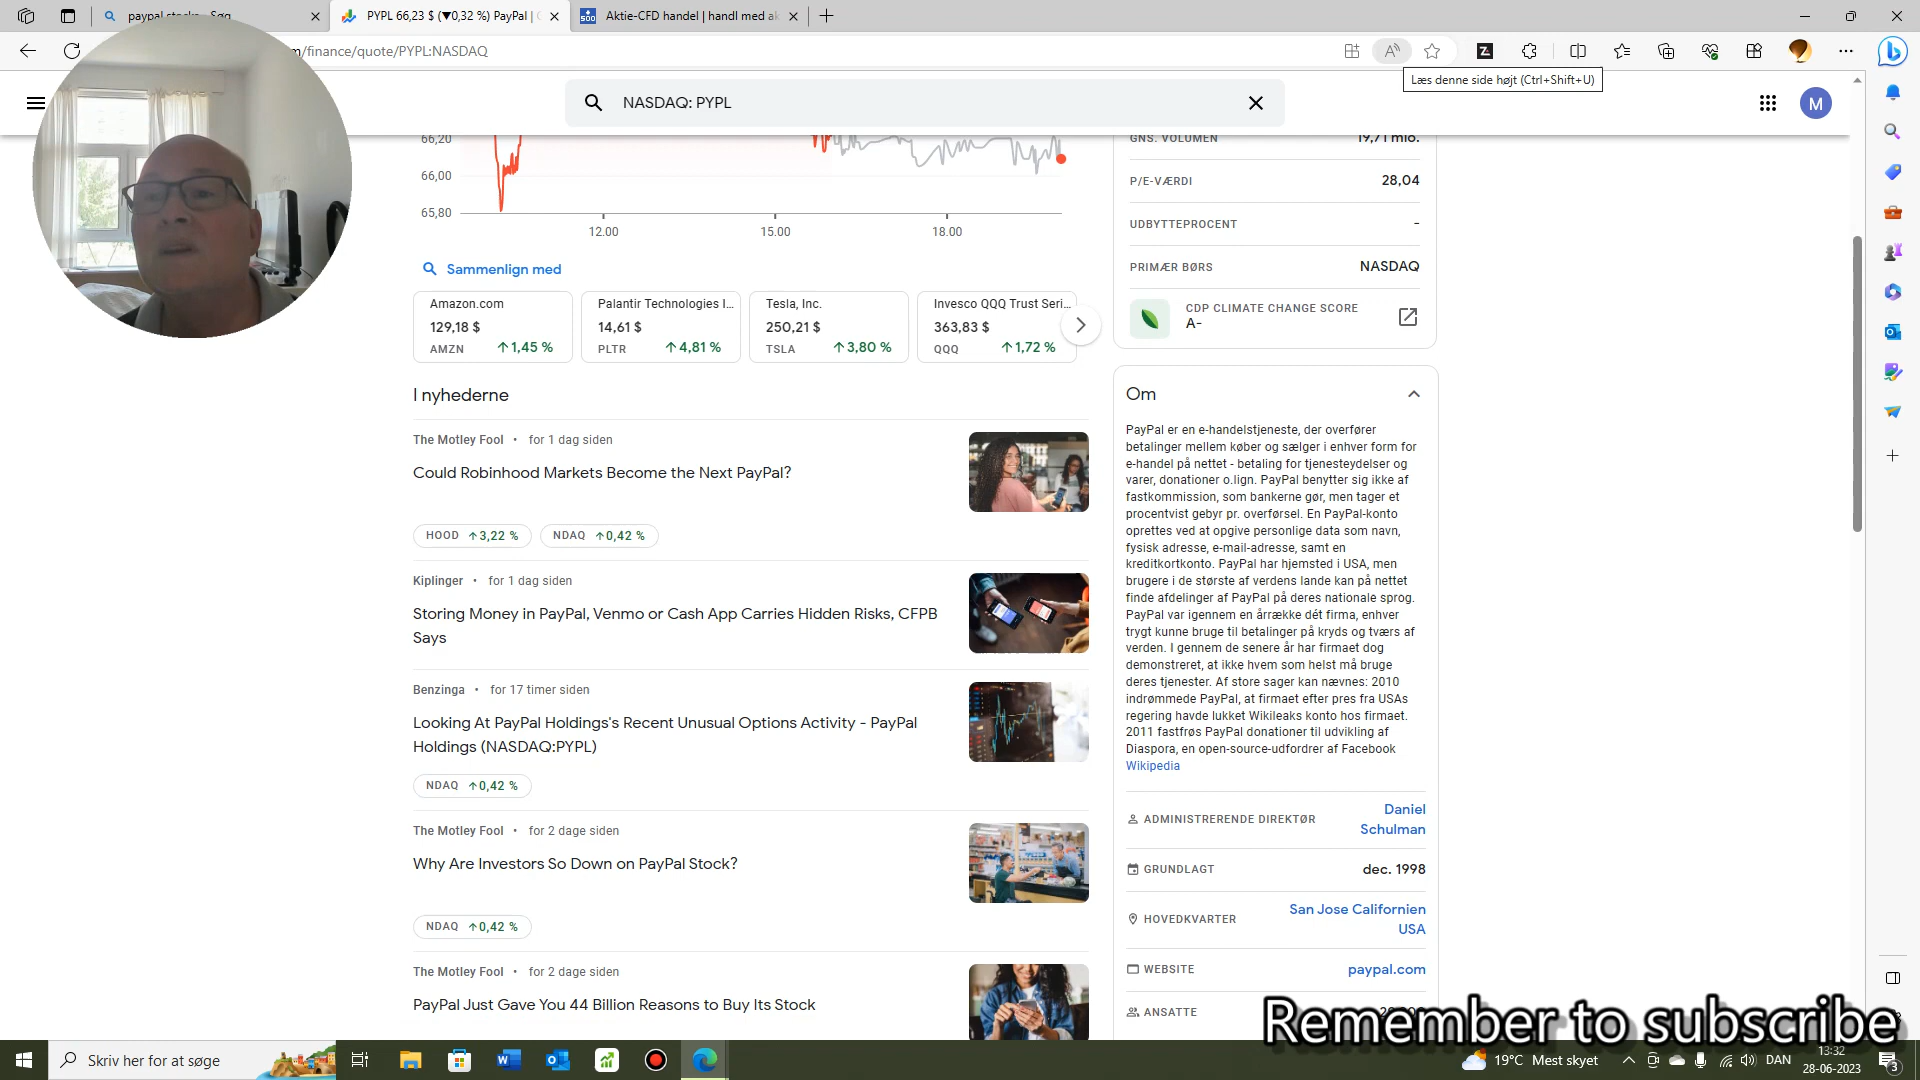 paypal stocks - Søg
PYPL 66,23 $ (▼0,32 %) PayPal | G
Aktie-CFD handel | handl med ak
m/finance/quote/PYPL:NASDAQ
Læs denne side højt (Ctrl+Shift+U)
NASDAQ: PYPL
M
66,20
66,00
65,80
12.00
15.00
18.00
GNS. VOLUMEN
19,71 mio.
P/E-VÆRDI
28,04
UDBYTTEPROCENT
-
PRIMÆR BØRS
NASDAQ
CDP CLIMATE CHANGE SCORE
A-
Sammenlign med
Amazon.com
129,18 $
AMZN ↑1,45 %
Palantir Technologies I...
14,61 $
PLTR ↑4,81 %
Tesla, Inc.
250,21 $
TSLA ↑3,80 %
Invesco QQQ Trust Seri...
363,83 $
QQQ ↑1,72 %
I nyhederne
The Motley Fool • for 1 dag siden
Could Robinhood Markets Become the Next PayPal?
HOOD ↑3,22 %
NDAQ ↑0,42 %
Kiplinger • for 1 dag siden
Storing Money in PayPal, Venmo or Cash App Carries Hidden Risks, CFPB
Says
Benzinga • for 17 timer siden
Looking At PayPal Holdings's Recent Unusual Options Activity - PayPal
Holdings (NASDAQ:PYPL)
NDAQ ↑0,42 %
The Motley Fool • for 2 dage siden
Why Are Investors So Down on PayPal Stock?
NDAQ ↑0,42 %
The Motley Fool • for 2 dage siden
PayPal Just Gave You 44 Billion Reasons to Buy Its Stock
Om
PayPal er en e-handelstjeneste, der overfører
betalinger mellem køber og sælger i enhver form for
e-handel på nettet - betaling for tjenesteydelser og
varer, donationer o.lign. PayPal benytter sig ikke af
fastkommission, som bankerne gør, men tager et
procentvist gebyr pr. overførsel. En PayPal-konto
oprettes ved at opgive personlige data som navn,
fysisk adresse, e-mail-adresse, samt en
kreditkortkonto. PayPal har hjemsted i USA, men
brugere i de største af verdens lande kan på nettet
finde afdelinger af PayPal på deres nationale sprog.
PayPal var igennem en årrække dét firma, enhver
trygt kunne bruge til betalinger på kryds og tværs af
verden. I gennem de senere år har firmaet dog
demonstreret, at ikke hvem som helst må bruge
deres tjenester. Af store sager kan nævnes: 2010
indrømmede PayPal, at firmaet efter pres fra USAs
regering havde lukket Wikileaks konto hos firmaet.
2011 fastfrøs PayPal donationer til udvikling af
Diaspora, en open-source-udfordrer af Facebook
Wikipedia
ADMINISTRERENDE DIREKTØR
Daniel
Schulman
GRUNDLAGT
dec. 1998
HOVEDKVARTER
San Jose Californien
USA
WEBSITE
paypal.com
ANSATTE
Remember to subscribe
Skriv her for at søge
19°C Mest skyet
DAN
13:32
28-06-2023
3